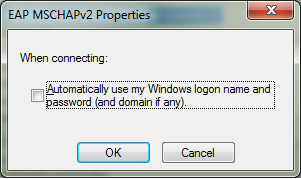 EAP MSCHAPv2 Properties
When connecting:
Automatically use my Windows logon name and
password (and domain if any).
OK Cancel